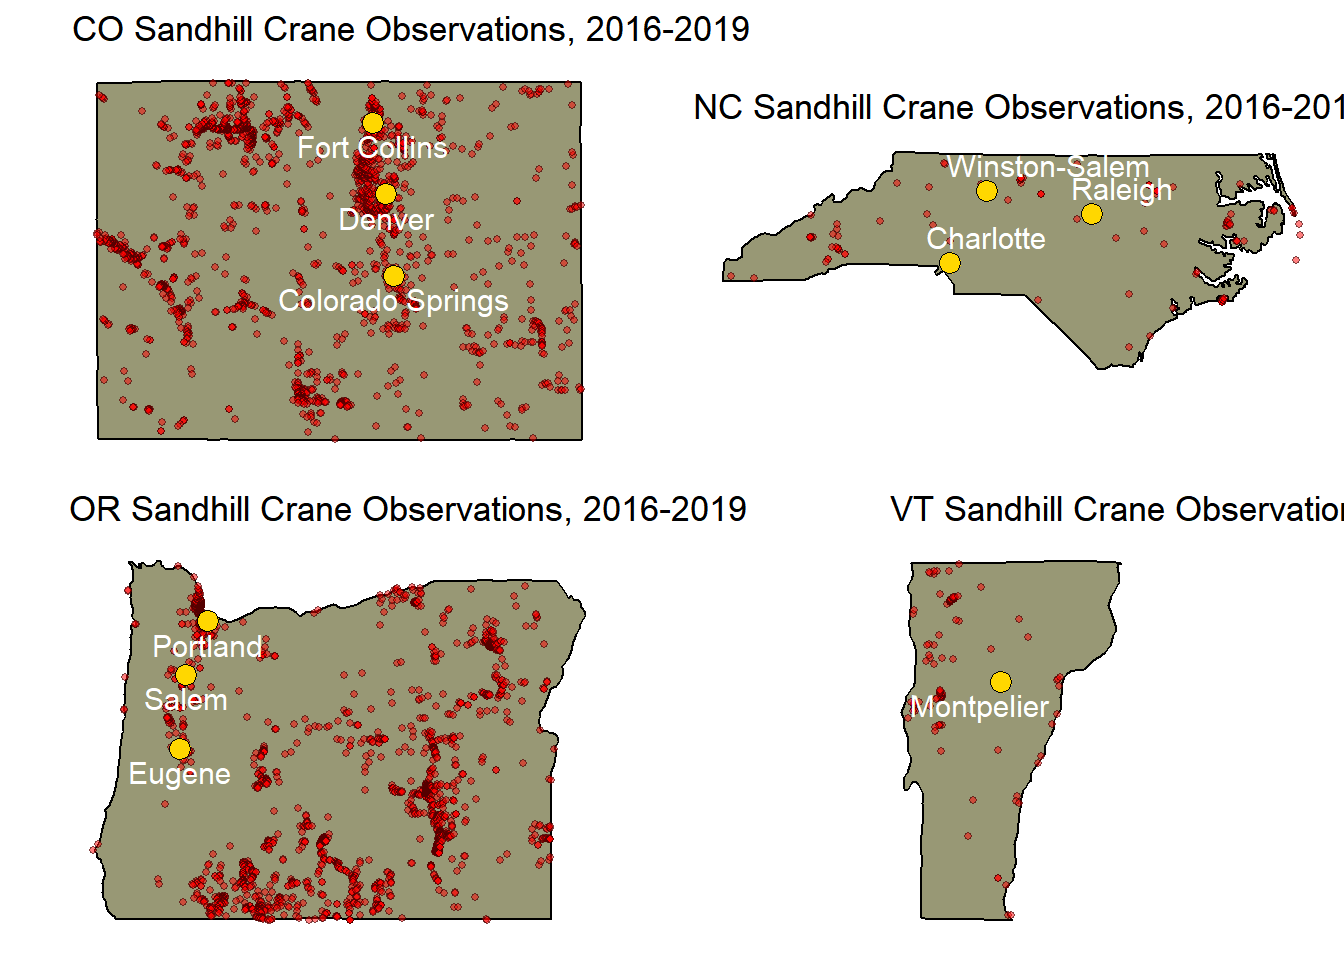 CO Sandhill Crane Observations, 2016-2019
Fort Collins
Denver
Colorado Springs
NC Sandhill Crane Observations, 2016-201
Winston-Salem
Raleigh
Charlotte
OR Sandhill Crane Observations, 2016-2019
Portland
Salem
Eugene
VT Sandhill Crane Observation
Montpelier